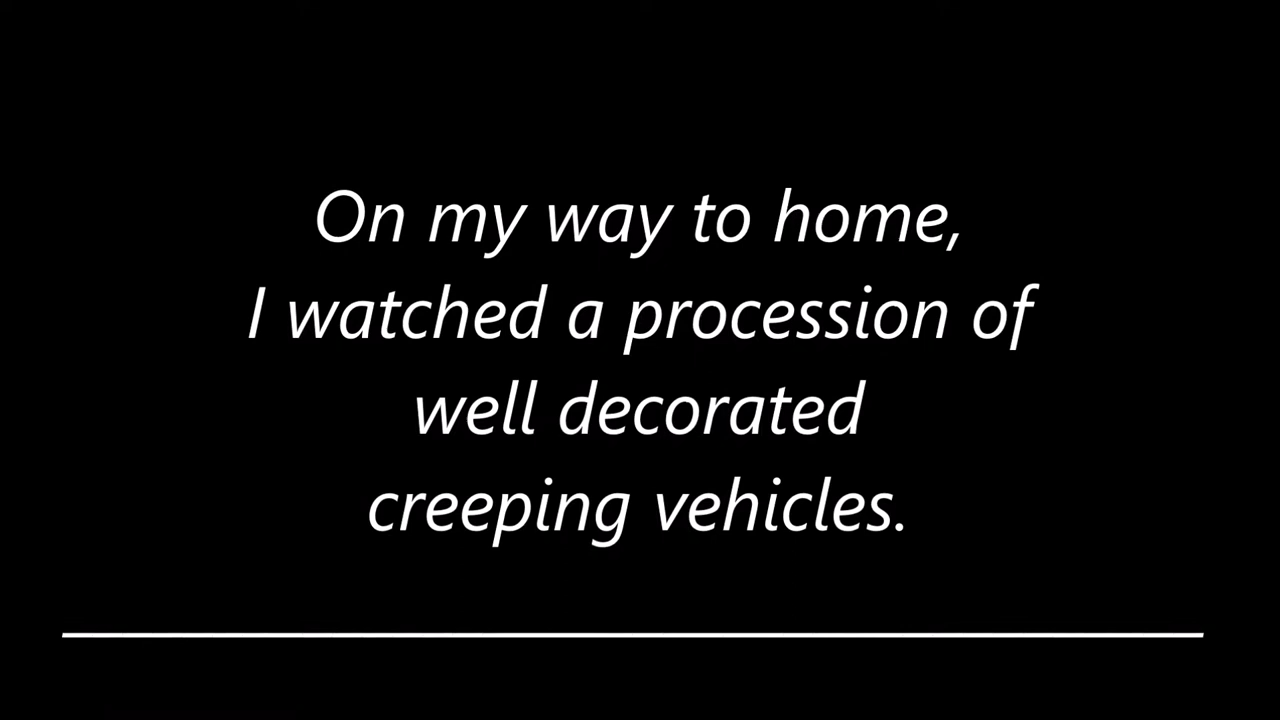 On my way to home,
I watched a procession of
well decorated
creeping vehicles.